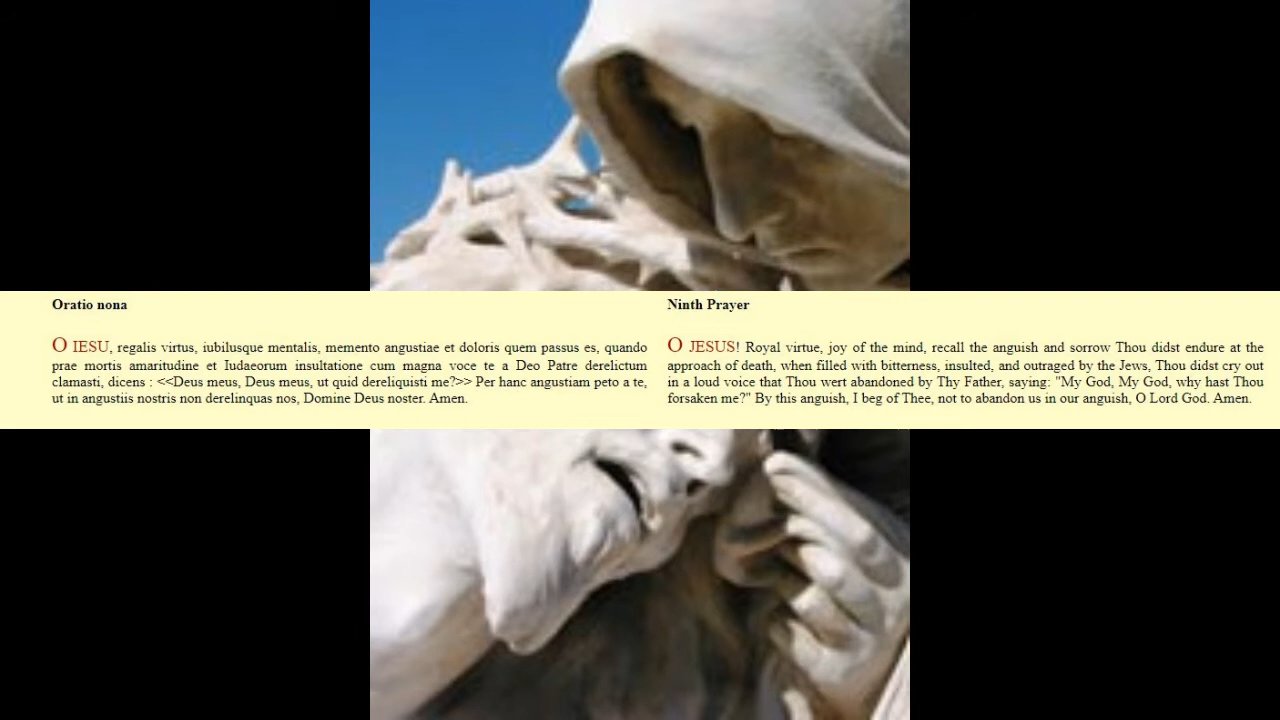 Oratio nona
O IESU, regalis virtus, iubilusque mentalis, memento angustiae et doloris quem passus es, quando
prae mortis amaritudine et Iudaeorum insultatione cum magna voce te a Deo Patre derelictum
clamasti, dicens : <<Deus meus, Deus meus, ut quid dereliquisti me?>> Per hanc angustiam peto a te,
ut in angustiis nostris non derelinquas nos, Domine Deus noster. Amen.
Ninth Prayer
O JESUS! Royal virtue, joy of the mind, recall the anguish and sorrow Thou didst endure at the
approach of death, when filled with bitterness, insulted, and outraged by the Jews, Thou didst cry out
in a loud voice that Thou wert abandoned by Thy Father, saying: "My God, My God, why hast Thou
forsaken me?" By this anguish, I beg of Thee, not to abandon us in our anguish, O Lord God. Amen.